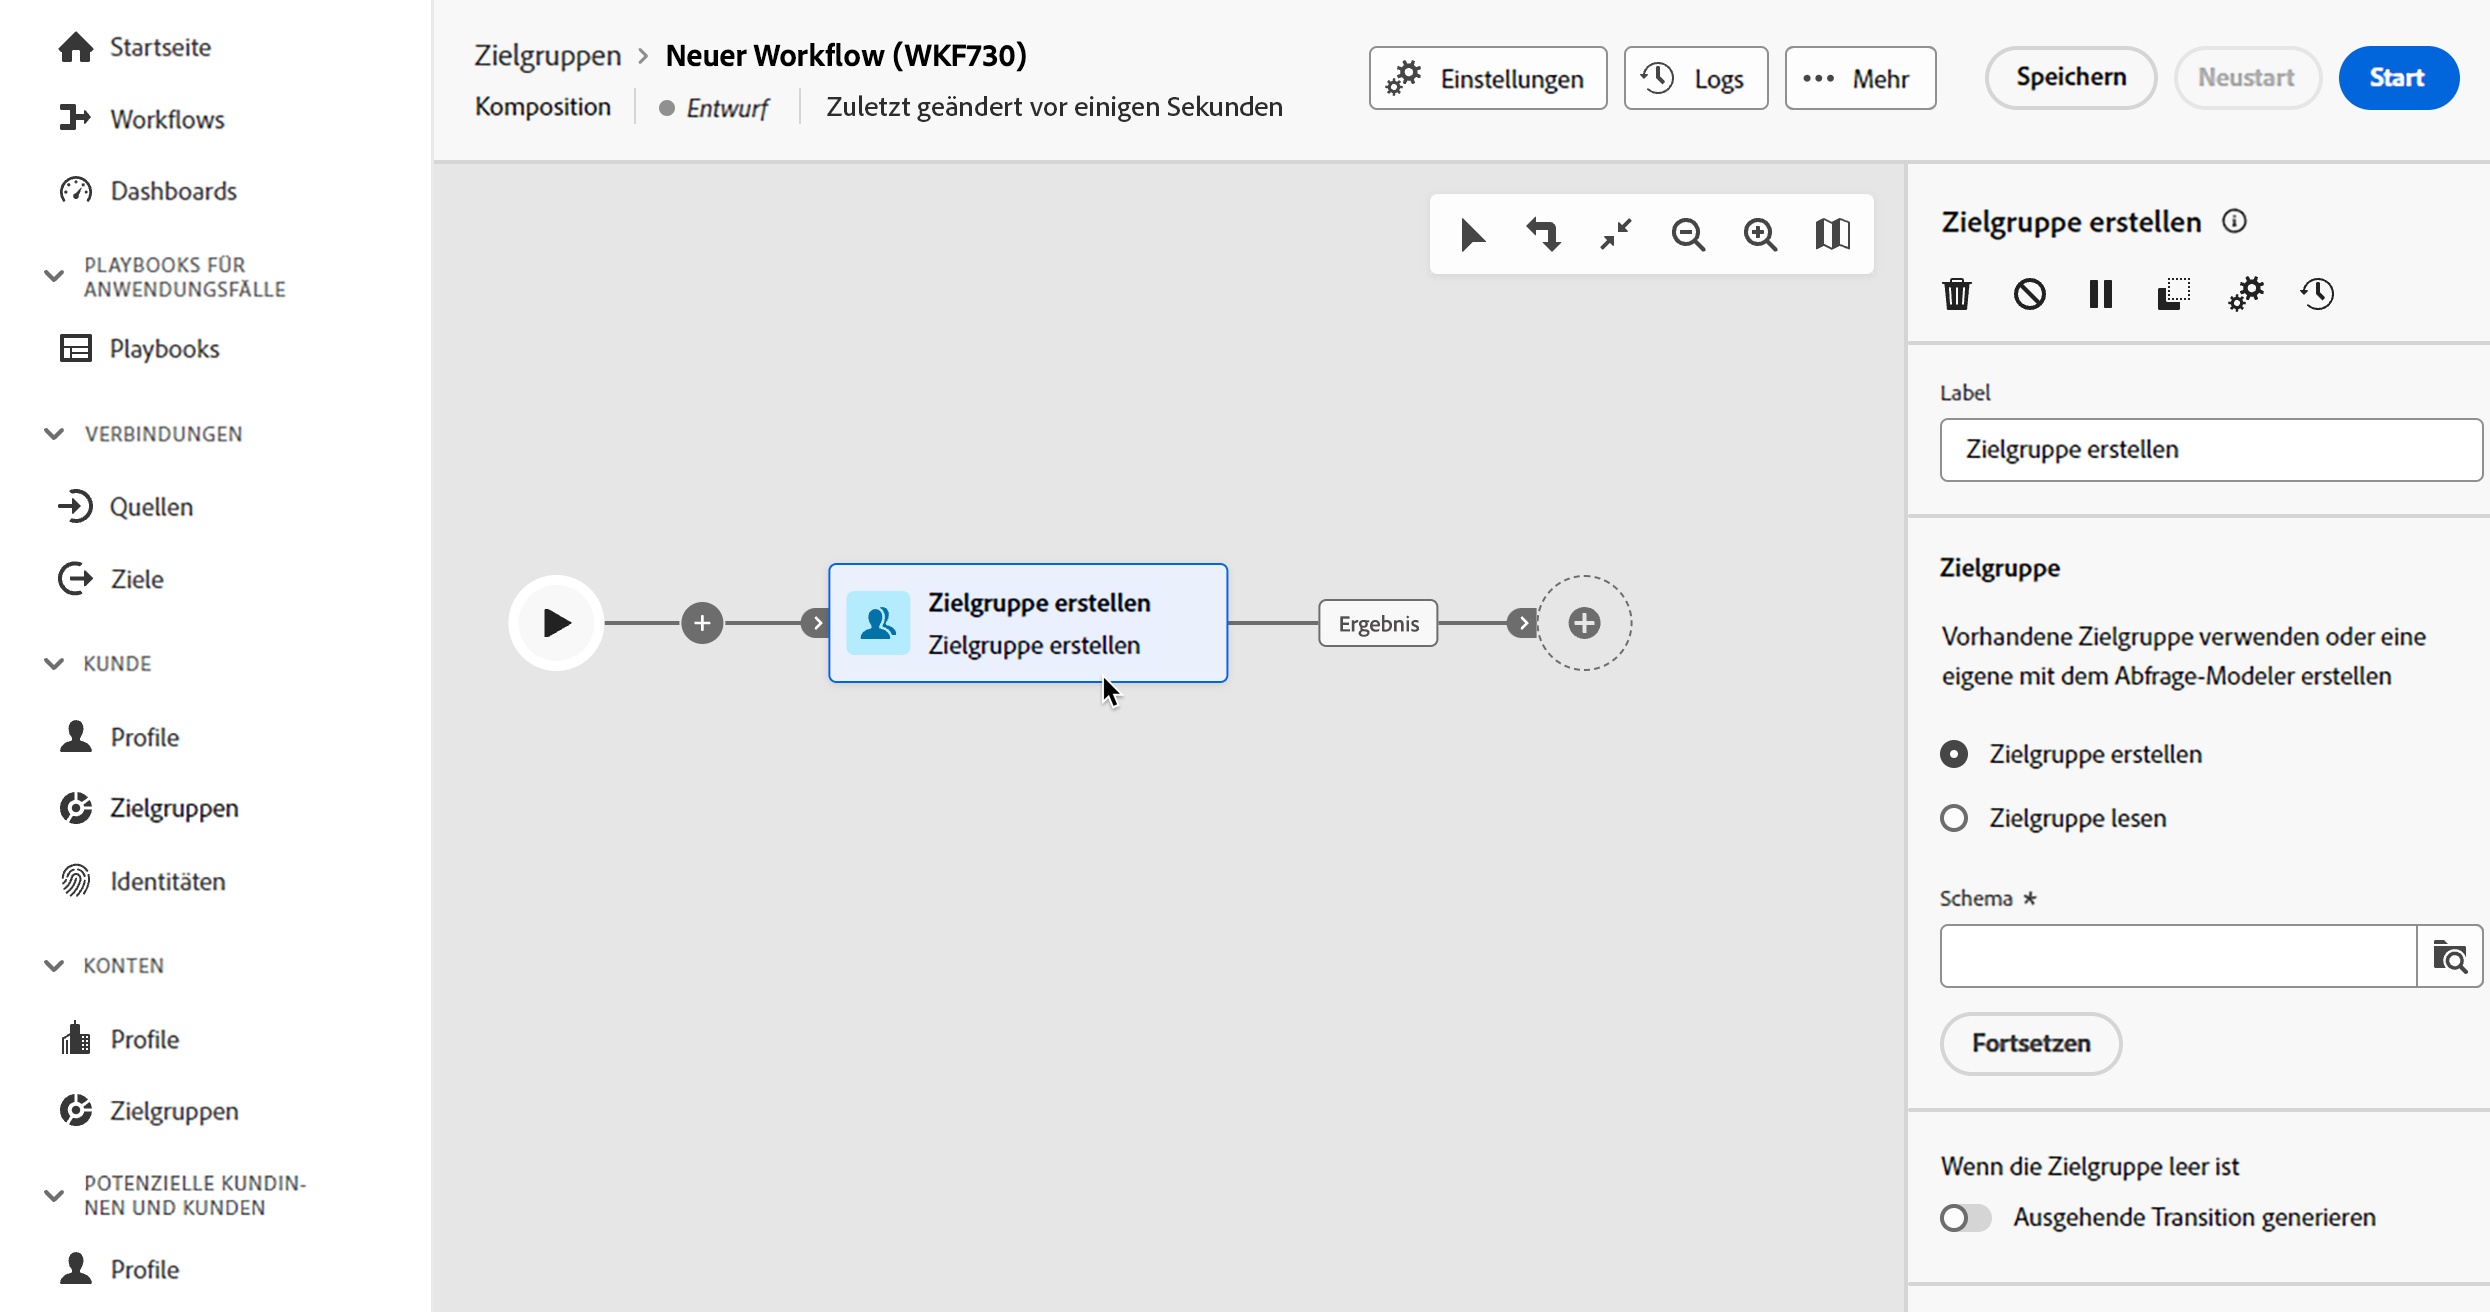 Startseite
Workflows
Dashboards
PLAYBOOKS FÜR
ANWENDUNGSFÄLLE
Playbooks
VERBINDUNGEN
Quellen
Ziele
KUNDE
Profile
Zielgruppen
Identitäten
KONTEN
Profile
Zielgruppen
POTENZIELLE KUNDIN-
NEN UND KUNDEN
Profile
Zielgruppen Neuer Workflow (WKF730)
Komposition Entwurf Zuletzt geändert vor einigen Sekunden
Einstellungen
Logs
Mehr
Speichern
Neustart
Start
Zielgruppe erstellen
Zielgruppe erstellen
Ergebnis
Zielgruppe erstellen
Label
Zielgruppe erstellen
Zielgruppe
Vorhandene Zielgruppe verwenden oder eine
eigene mit dem Abfrage-Modeler erstellen
Zielgruppe erstellen
Zielgruppe lesen
Schema *
Fortsetzen
Wenn die Zielgruppe leer ist
Ausgehende Transition generieren